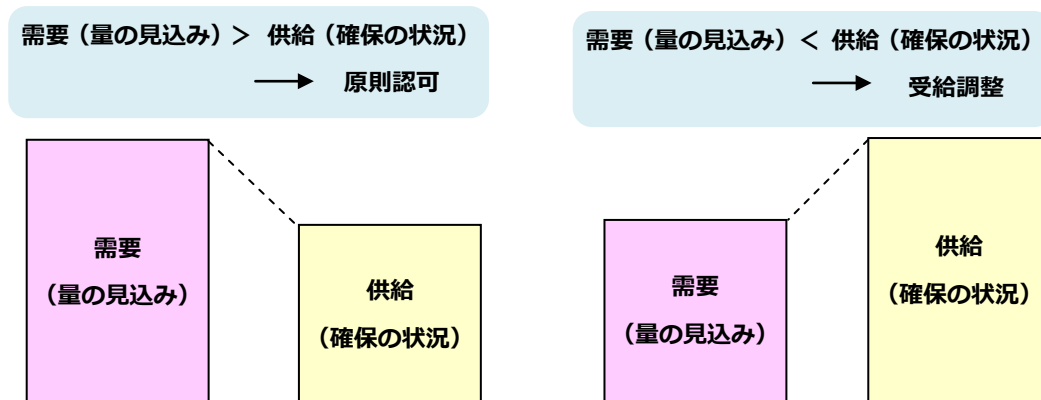 需要（量の見込み）＞ 供給（確保の状況）
原則認可
需要
（量の見込み）
供給
（確保の状況）
需要（量の見込み）＜ 供給（確保の状況）
受給調整
需要
（量の見込み）
供給
（確保の状況）